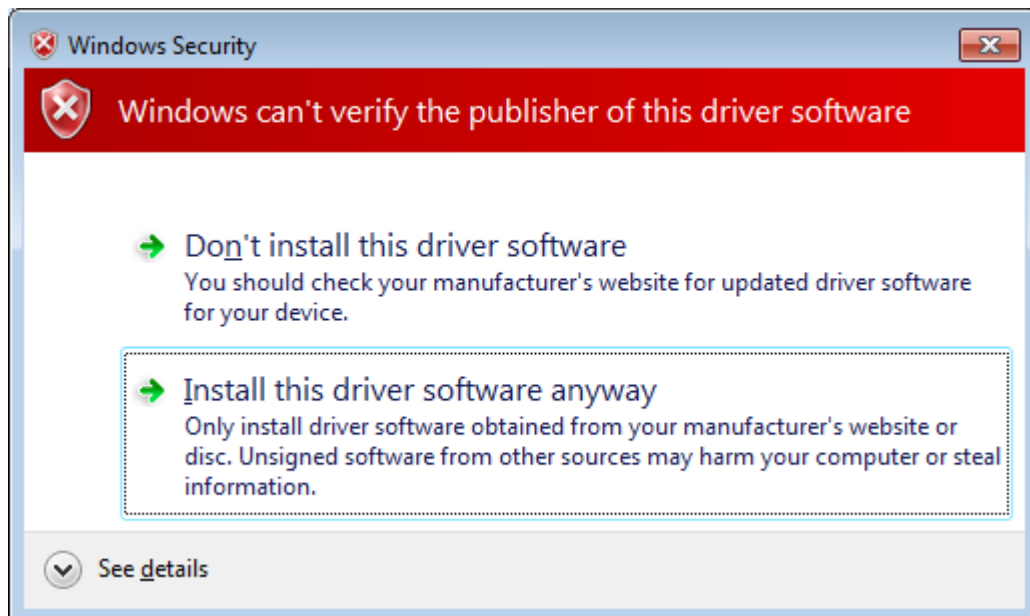 Windows Security
Windows can't verify the publisher of this driver software
Don't install this driver software
You should check your manufacturer's website for updated driver software
for your device.
Install this driver software anyway
Only install driver software obtained from your manufacturer's website or
disc. Unsigned software from other sources may harm your computer or steal
information.
See details